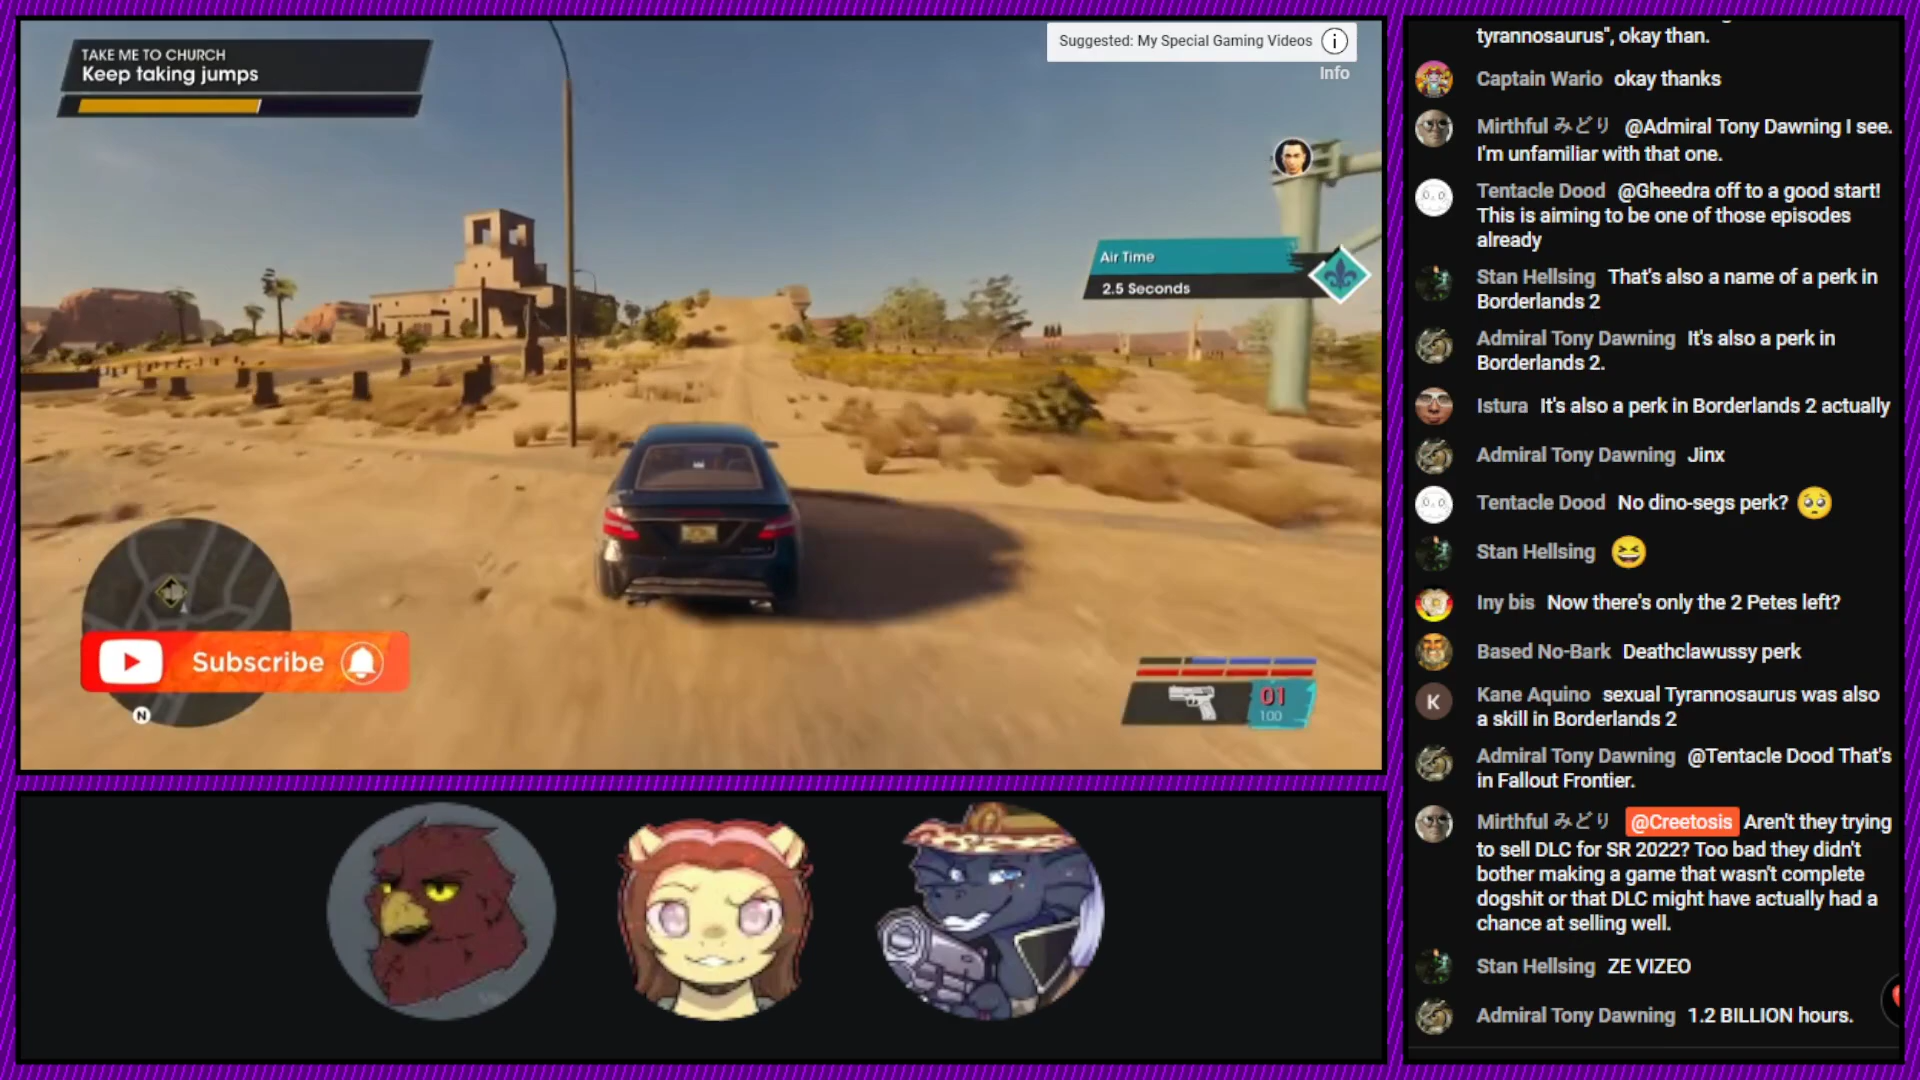 TAKE ME TO CHURCH
Keep taking jumps
Suggested: My Special Gaming Videos
Info
Air Time
2.5 Seconds
Subscribe
N
01
100
tyrannosaurus", okay than.
Captain Wario okay thanks
Mirthful みどり @Admiral Tony Dawning I see.
I'm unfamiliar with that one.
Tentacle Dood @Gheedra off to a good start!
This is aiming to be one of those episodes
already
Stan Hellsing That's also a name of a perk in
Borderlands 2
Admiral Tony Dawning It's also a perk in
Borderlands 2.
Istura It's also a perk in Borderlands 2 actually
Admiral Tony Dawning Jinx
Tentacle Dood No dino-segs perk? 🥺
Stan Hellsing 😆
Iny bis Now there's only the 2 Petes left?
Based No-Bark Deathclawussy perk
K
Kane Aquino sexual Tyrannosaurus was also
a skill in Borderlands 2
Admiral Tony Dawning @Tentacle Dood That's
in Fallout Frontier.
Mirthful みどり @Creetosis Aren't they trying
to sell DLC for SR 2022? Too bad they didn't
bother making a game that wasn't complete
dogshit or that DLC might have actually had a
chance at selling well.
Stan Hellsing ZE VIZEO
Admiral Tony Dawning 1.2 BILLION hours.